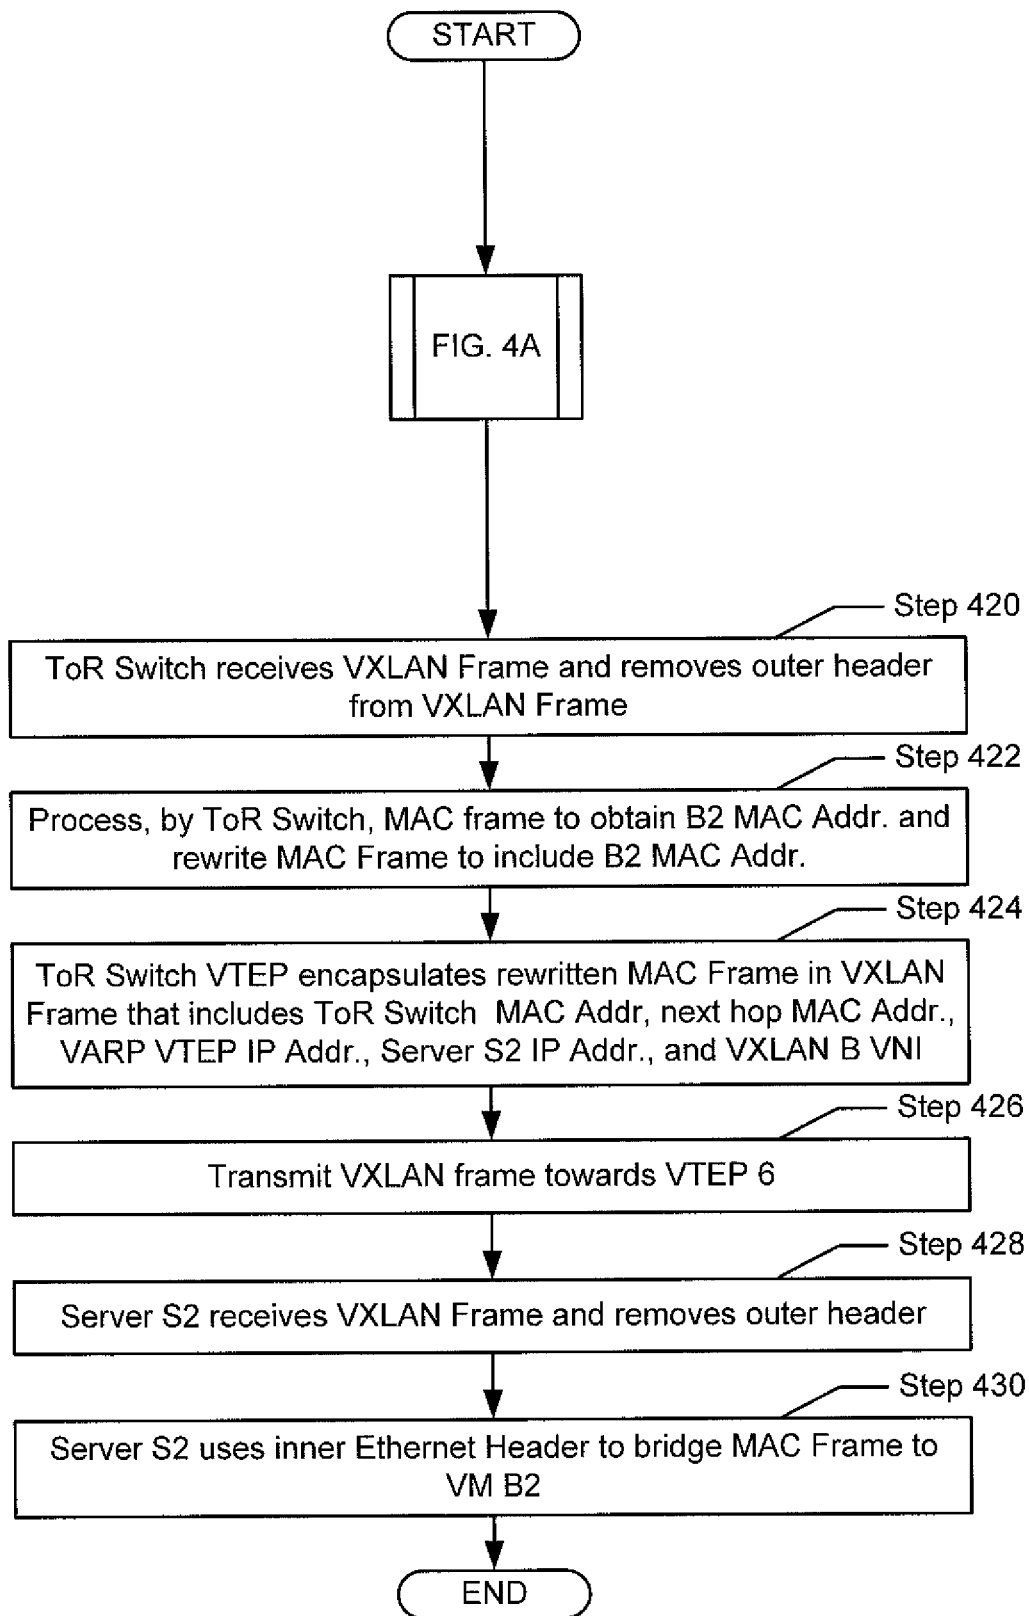 START
FIG. 4A
Step 420
ToR Switch receives VXLAN Frame and removes outer header
from VXLAN Frame
Step 422
Process, by ToR Switch, MAC frame to obtain B2 MAC Addr. and
rewrite MAC Frame to include B2 MAC Addr.
Step 424
ToR Switch VTEP encapsulates rewritten MAC Frame in VXLAN
Frame that includes ToR Switch MAC Addr, next hop MAC Addr.,
VARP VTEP IP Addr., Server S2 IP Addr., and VXLAN B VNI
Step 426
Transmit VXLAN frame towards VTEP 6
Step 428
Server S2 receives VXLAN Frame and removes outer header
Step 430
Server S2 uses inner Ethernet Header to bridge MAC Frame to
VM B2
END